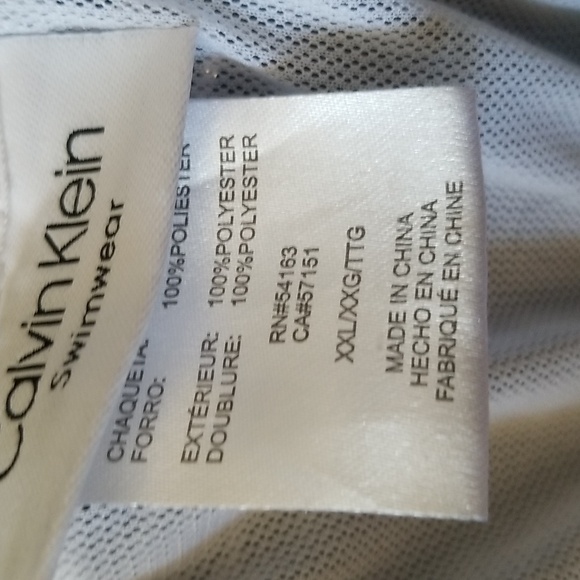 Calvin Klein
Swimwear
CHAQUETA: 100%POLIESTER
FORRO:
EXTÉRIEUR: 100%POLYESTER
DOUBLURE: 100%POLYESTER
RN#54163
CA#57151
XXL/XXG/TTG
MADE IN CHINA
HECHO EN CHINA
FABRIQUÉ EN CHINE